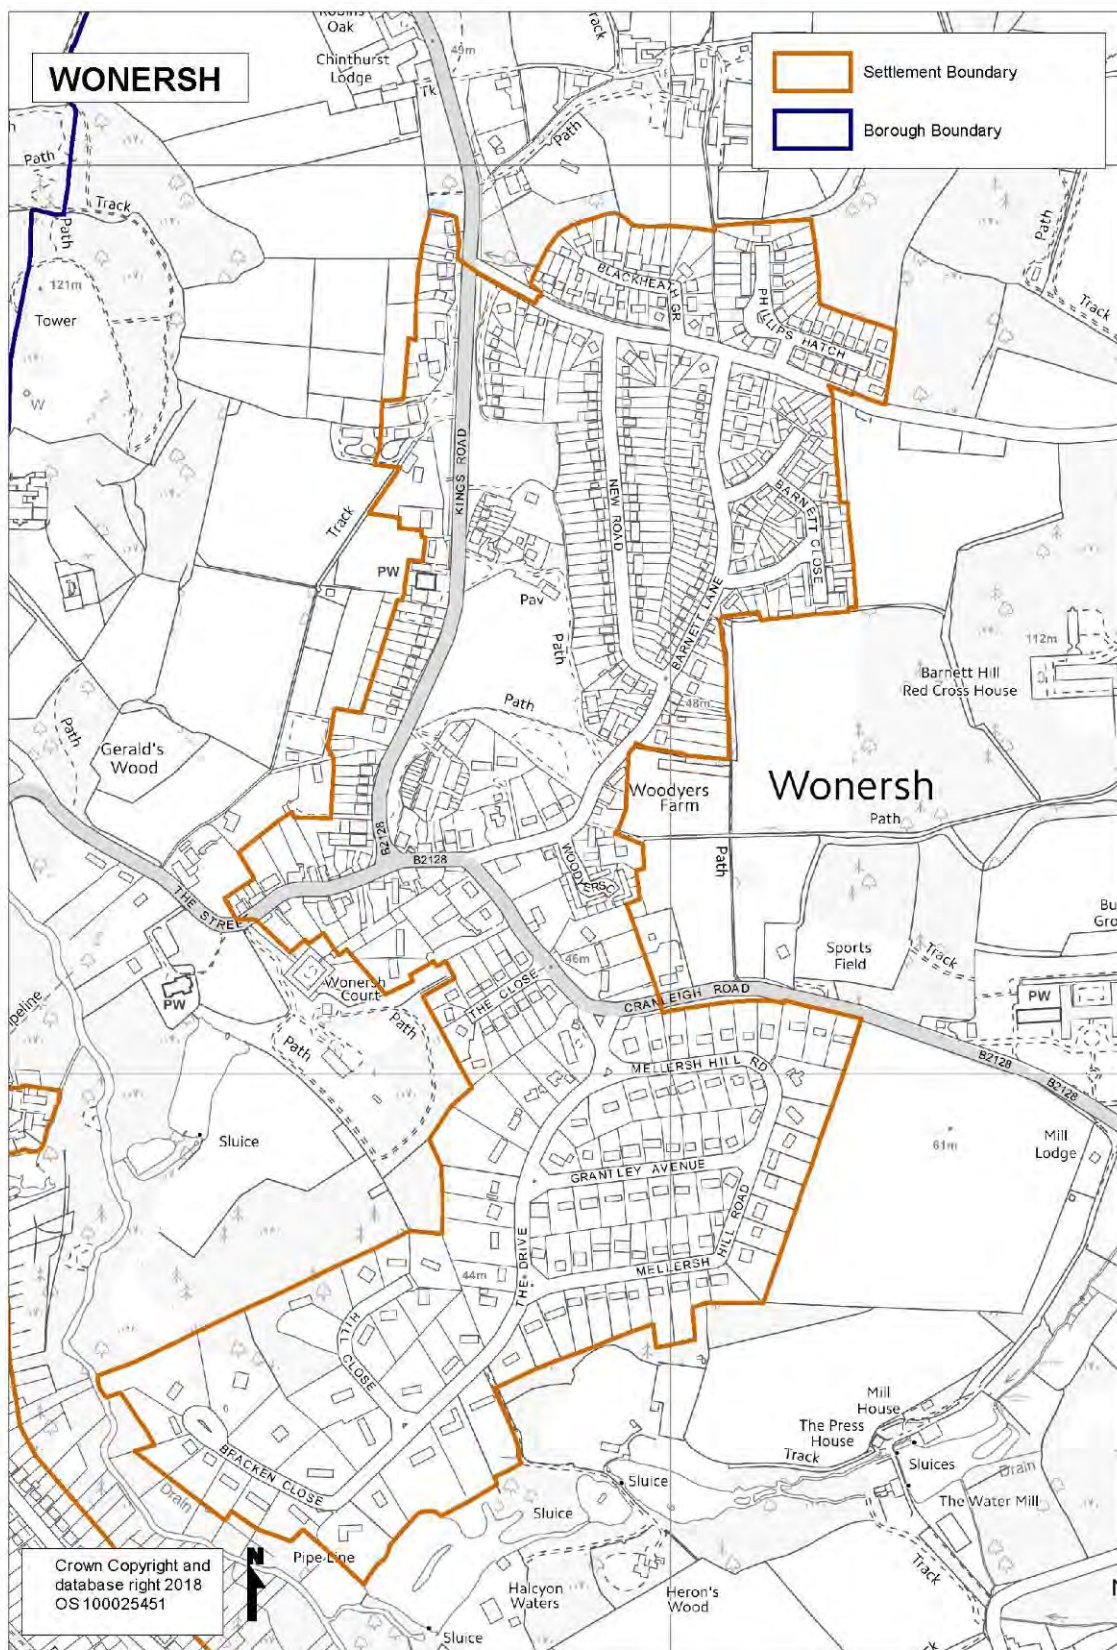 WONERSH
Settlement Boundary
Borough Boundary
Oak
Chinthurst
Lodge
49m
Tk
Track
Path
Path
Track
Path
Path
Track
121m
Tower
W
BLACKHEATH GR
PHILLIPS HATCH
KINGS ROAD
NEW ROAD
BARNETT CLOSE
Track
PW
Pav
BARNETT LANE
Path
112m
Barnett Hill
Red Cross House
Path
48m
Path
Gerald's
Wood
Woodyers
Farm
Wonersh
Path
B2128
B2128
Path
THE STREET
46m
Sports
Field
Track
Wonersh
Court
PW
THE CLOSE
CRANLEIGH ROAD
PW
Path
Path
MELLERSH HILL RD
B2128
B2128
Sluice
61m
Mill
Lodge
GRANTLEY AVENUE
THE DRIVE
MELLERSH HILL ROAD
44m
HILL CLOSE
Mill
House
The Press
House
Track
Sluices
Drain
BRACKEN CLOSE
Drain
Sluice
Sluice
The Water Mill
Pipe Line
Track
Halcyon
Waters
Heron's
Wood
Sluice
N
Crown Copyright and
database right 2018
OS 100025451